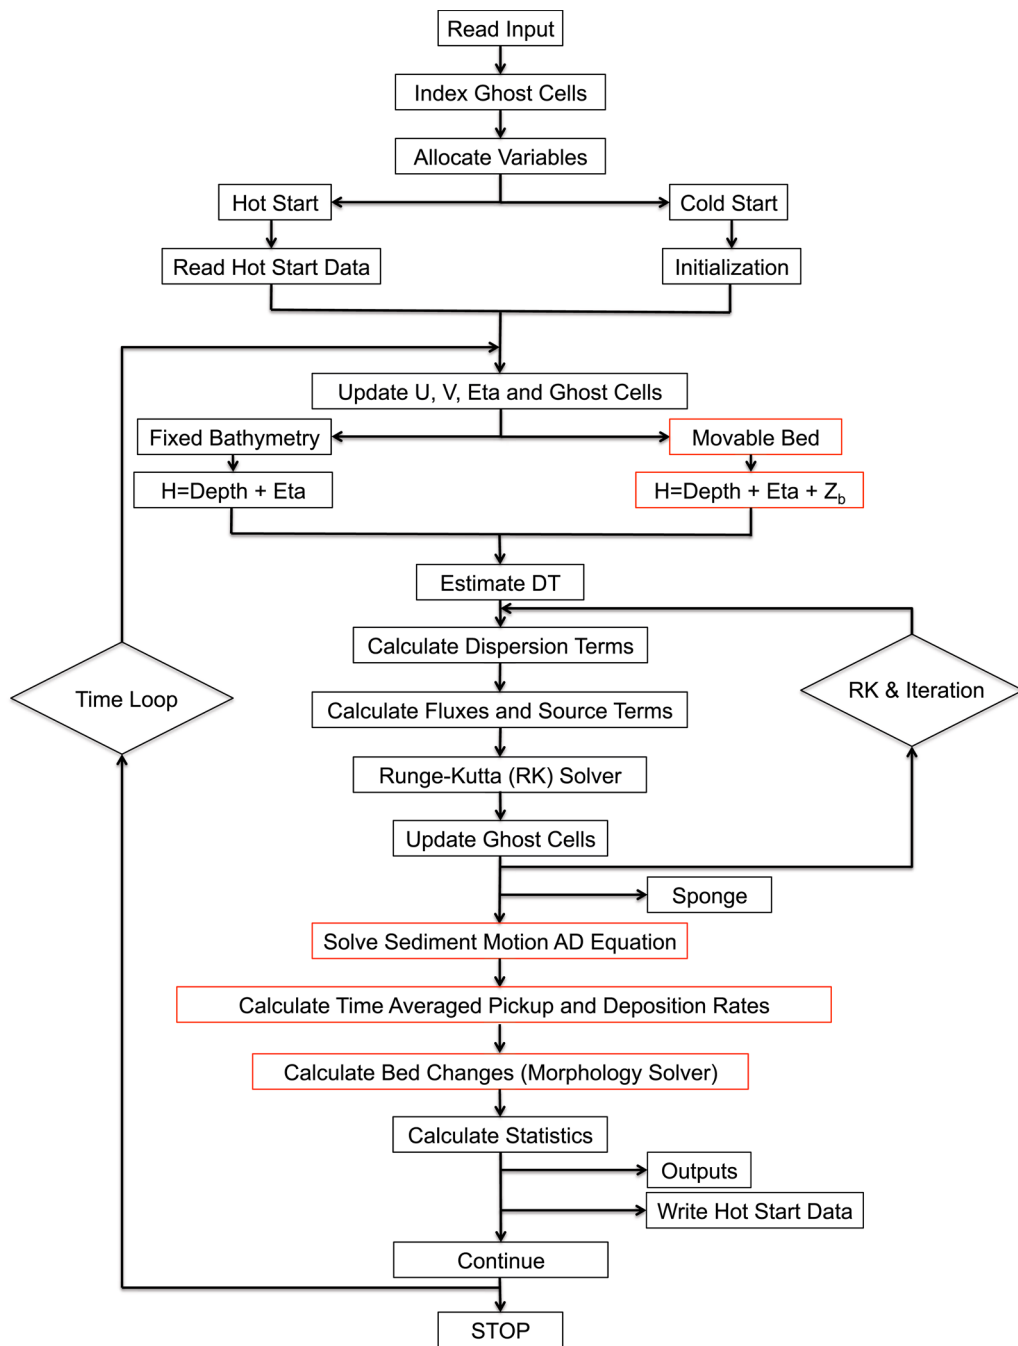 Read Input
Index Ghost Cells
Allocate Variables
Hot Start
Cold Start
Read Hot Start Data
Initialization
Update U, V, Eta and Ghost Cells
Fixed Bathymetry
Movable Bed
H=Depth + Eta
H=Depth + Eta + Z_b
Estimate DT
Calculate Dispersion Terms
Time Loop
RK & Iteration
Calculate Fluxes and Source Terms
Runge-Kutta (RK) Solver
Update Ghost Cells
Sponge
Solve Sediment Motion AD Equation
Calculate Time Averaged Pickup and Deposition Rates
Calculate Bed Changes (Morphology Solver)
Calculate Statistics
Outputs
Write Hot Start Data
Continue
STOP